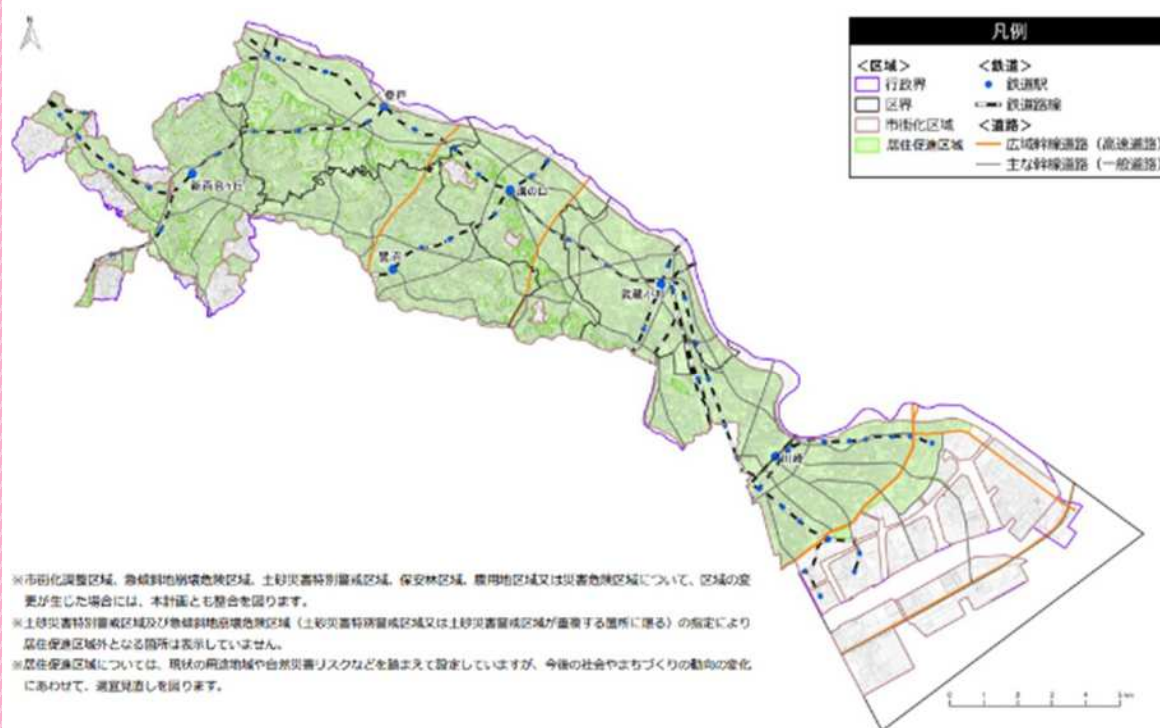 N
凡例
<区域>
行政界
区界
市街化区域
居住促進区域
<鉄道>
鉄道駅
鉄道路線
<道路>
広域幹線道路（高速道路）
主な幹線道路（一般道路）
登戸
新百合ヶ丘
溝の口
鷺沼
武蔵小杉
川崎
※市街化調整区域、急傾斜地崩壊危険区域、土砂災害特別警戒区域、保安林区域、農用地区域又は災害危険区域について、区域の変
更が生じた場合には、本計画とも整合を図ります。
※土砂災害特別警戒区域及び急傾斜地崩壊危険区域（土砂災害特別警戒区域又は土砂災害警戒区域が重複する箇所に限る）の指定により
居住促進区域外となる箇所は表示していません。
※居住促進区域については、現状の用途地域や自然災害リスクなどを踏まえて設定していますが、今後の社会やまちづくりの動向の変化
にあわせて、適宜見直しを図ります。
0 1 2 3 4 5 km